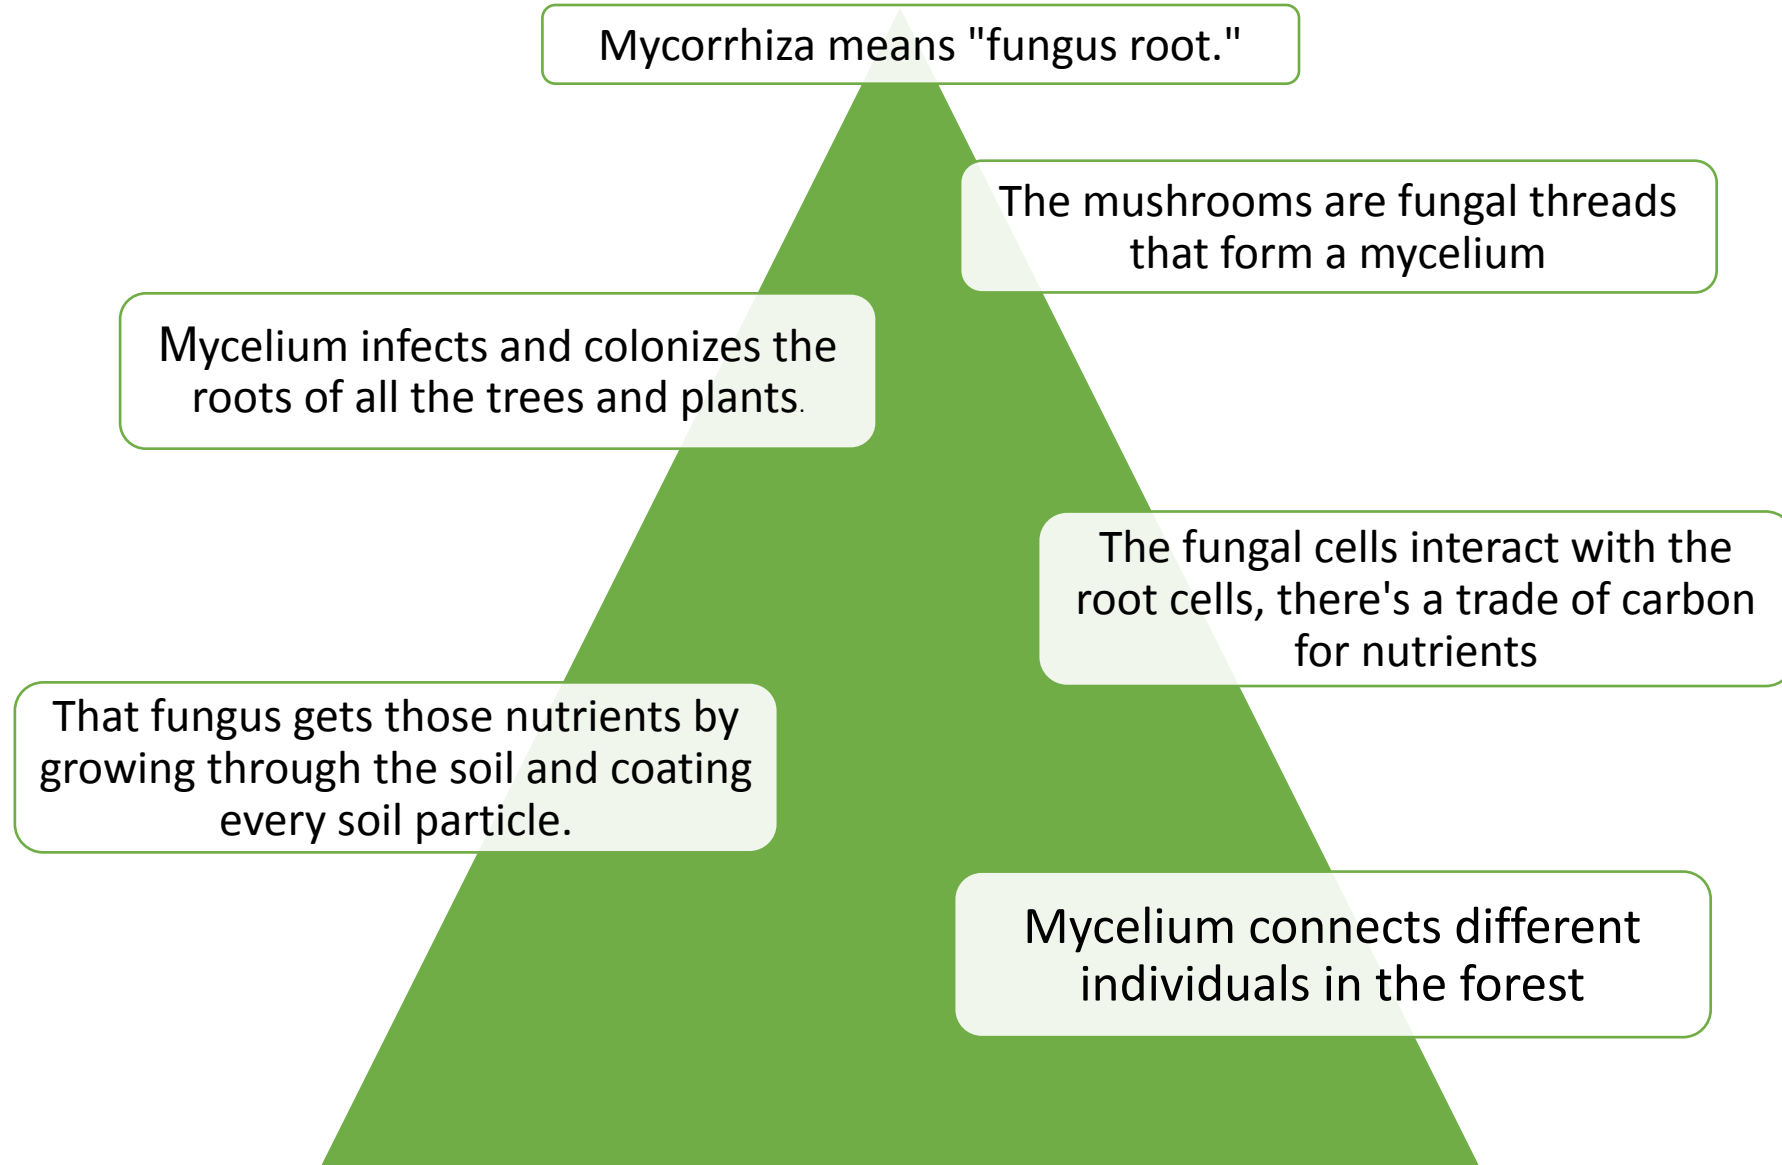 Mycorrhiza means "fungus root."
The mushrooms are fungal threads
that form a mycelium
Mycelium infects and colonizes the
roots of all the trees and plants.
The fungal cells interact with the
root cells, there's a trade of carbon
for nutrients
That fungus gets those nutrients by
growing through the soil and coating
every soil particle.
Mycelium connects different
individuals in the forest